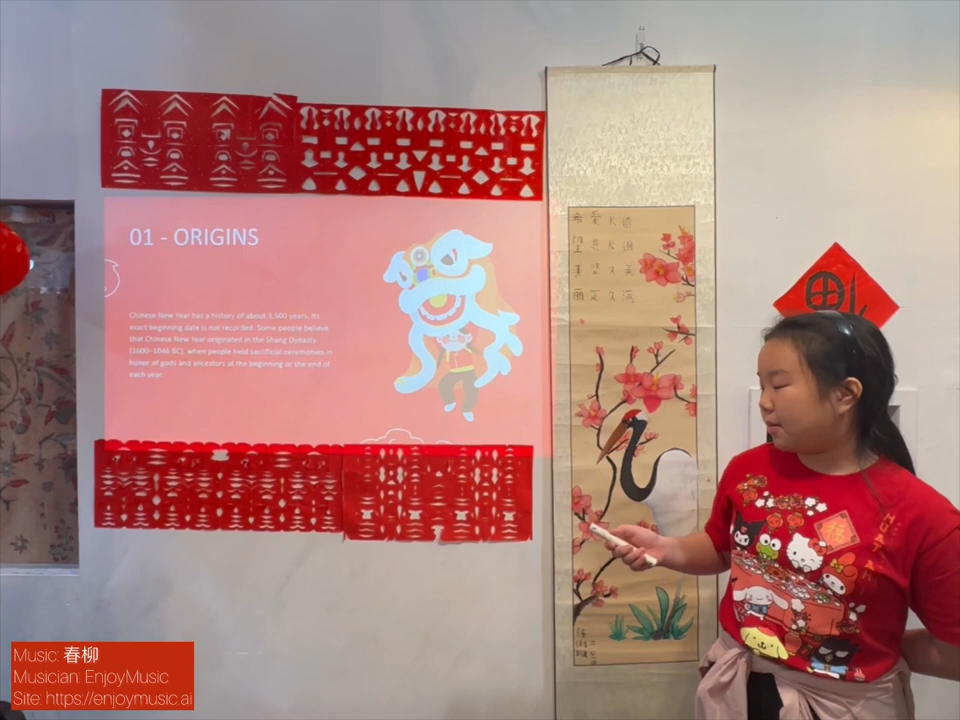 01 - ORIGINS
Chinese New Year has a history of about 3,500 years. Its
exact beginning date is not recorded. Some people believe
that Chinese New Year originated in the Shang Dynasty
(1600–1046 BC), when people held sacrificial ceremonies in
honor of gods and ancestors at the beginning or the end of
each year.
Music: 春柳
Musician: EnjoyMusic
Site: https://enjoymusic.ai